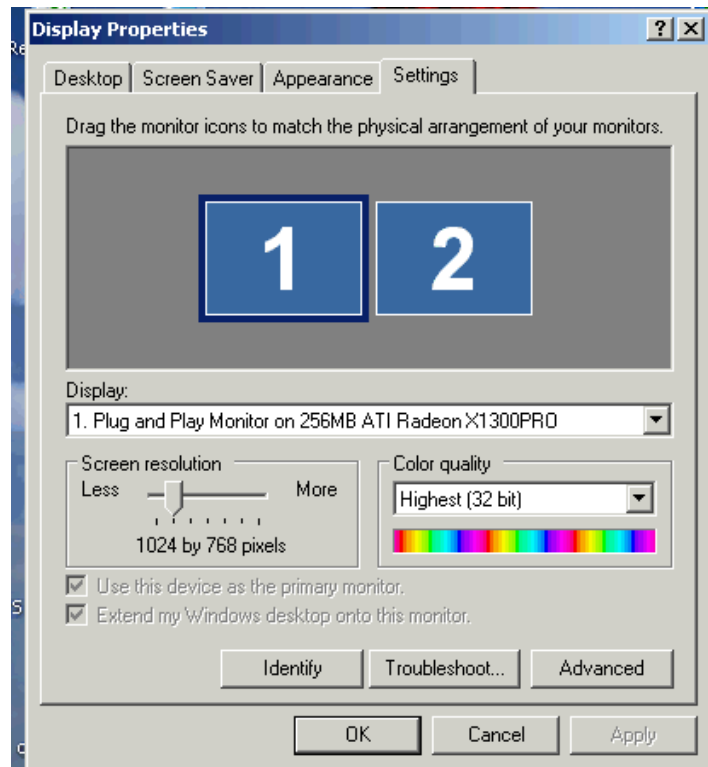 Display Properties
Desktop Screen Saver Appearance Settings
Drag the monitor icons to match the physical arrangement of your monitors.
1 2
Display:
1. Plug and Play Monitor on 256MB ATI Radeon X1300PRO
Screen resolution
Less More
1024 by 768 pixels
Color quality
Highest (32 bit)
Use this device as the primary monitor.
Extend my Windows desktop onto this monitor.
Identify Troubleshoot... Advanced
OK Cancel Apply